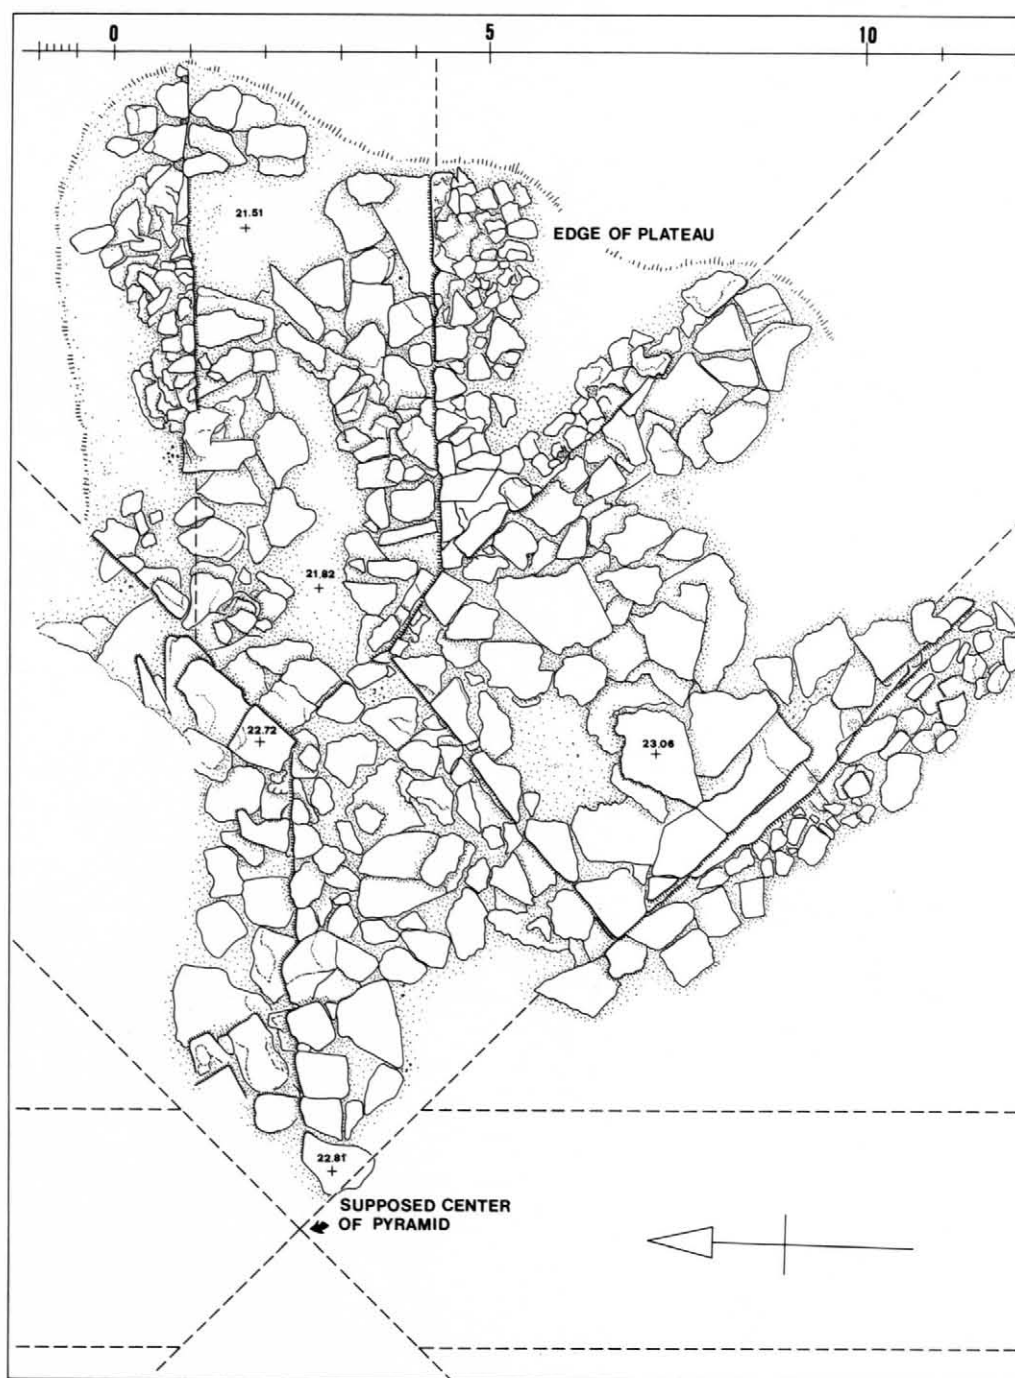 0 5 10
21.51
EDGE OF PLATEAU
21.82
22.72
23.06
22.81
SUPPOSED CENTER
OF PYRAMID